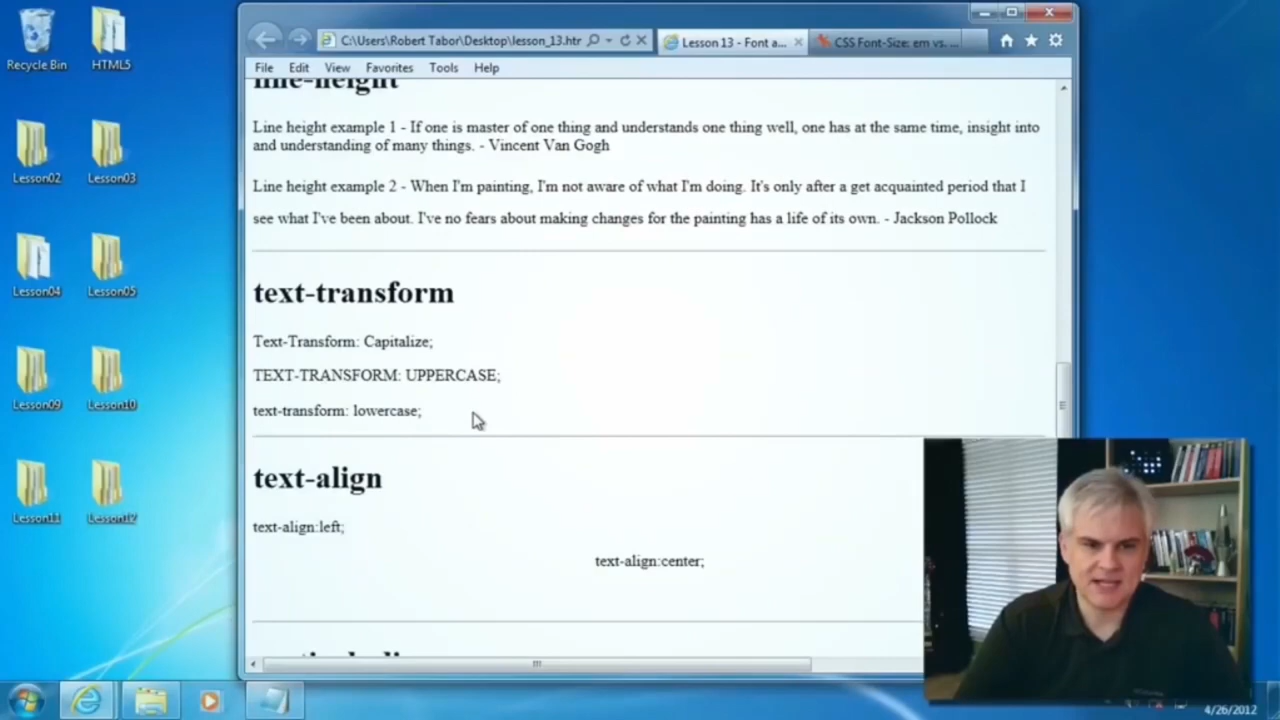 Recycle Bin
HTML5
Lesson02
Lesson03
Lesson04
Lesson05
Lesson09
Lesson10
Lesson11
Lesson12
C:\Users\Robert Tabor\Desktop\lesson_13.htr
Lesson 13 - Font a...
CSS Font-Size: em vs. ...
File Edit View Favorites Tools Help
line-height
Line height example 1 - If one is master of one thing and understands one thing well, one has at the same time, insight into
and understanding of many things. - Vincent Van Gogh
Line height example 2 - When I'm painting, I'm not aware of what I'm doing. It's only after a get acquainted period that I
see what I've been about. I've no fears about making changes for the painting has a life of its own. - Jackson Pollock
text-transform
Text-Transform: Capitalize;
TEXT-TRANSFORM: UPPERCASE;
text-transform: lowercase;
text-align
text-align:left;
text-align:center;
4/26/2012